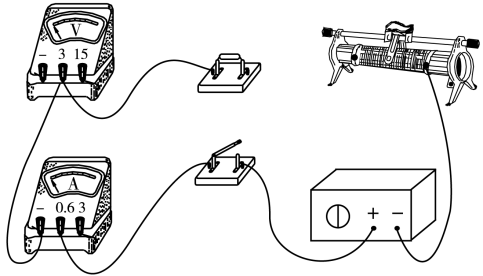 V
– 3 15
A
– 0.6 3
+ –